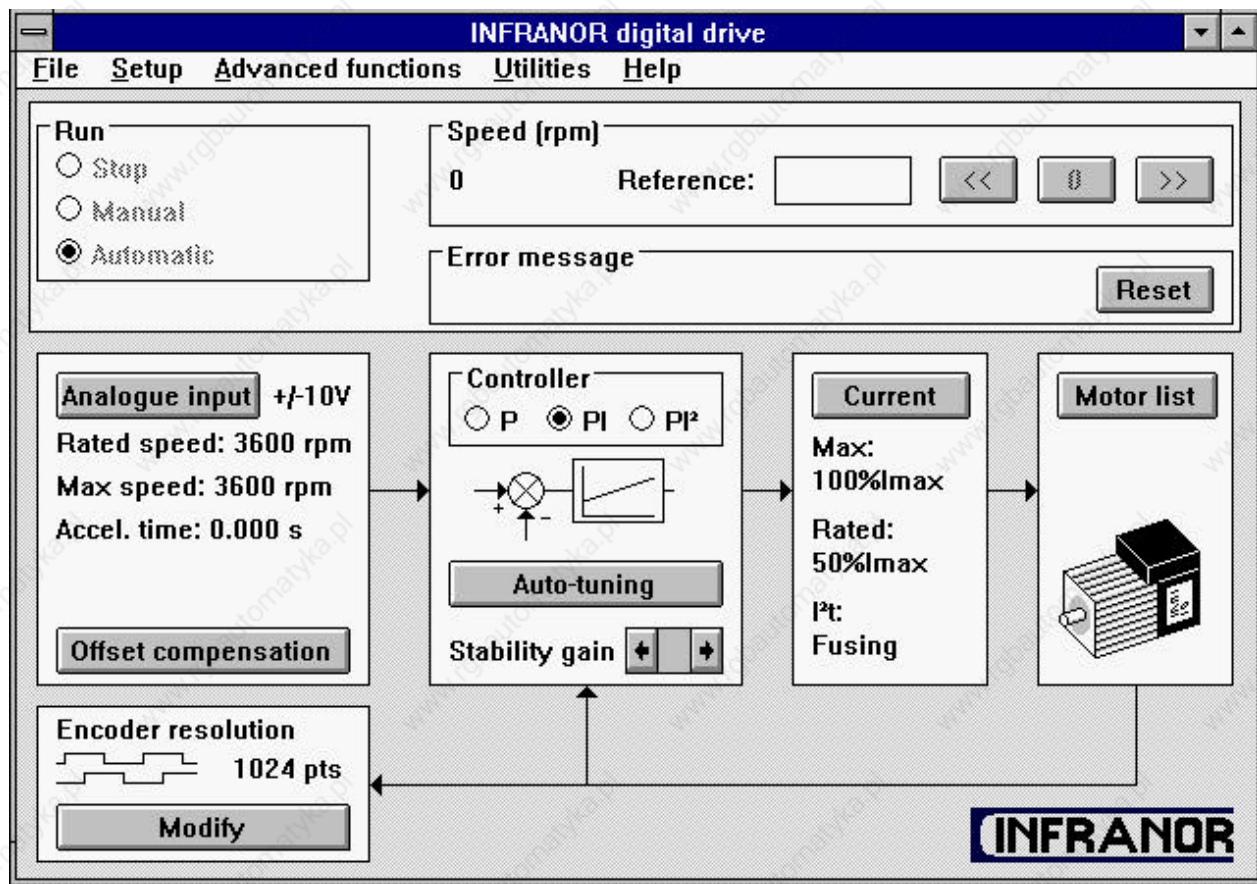 INFRANOR digital drive
File Setup Advanced functions Utilities Help
Run
Stop
Manual
Automatic
Speed (rpm)
0 Reference: << 0 >>
Error message
Reset
Analogue input +/-10V
Rated speed: 3600 rpm
Max speed: 3600 rpm
Accel. time: 0.000 s
Offset compensation
Controller
P PI PI²
+ -
Auto-tuning
Stability gain
Current
Max:
100%Imax
Rated:
50%Imax
I²t:
Fusing
Motor list
Encoder resolution
1024 pts
Modify
INFRANOR
www.rgbautomatyka.pl